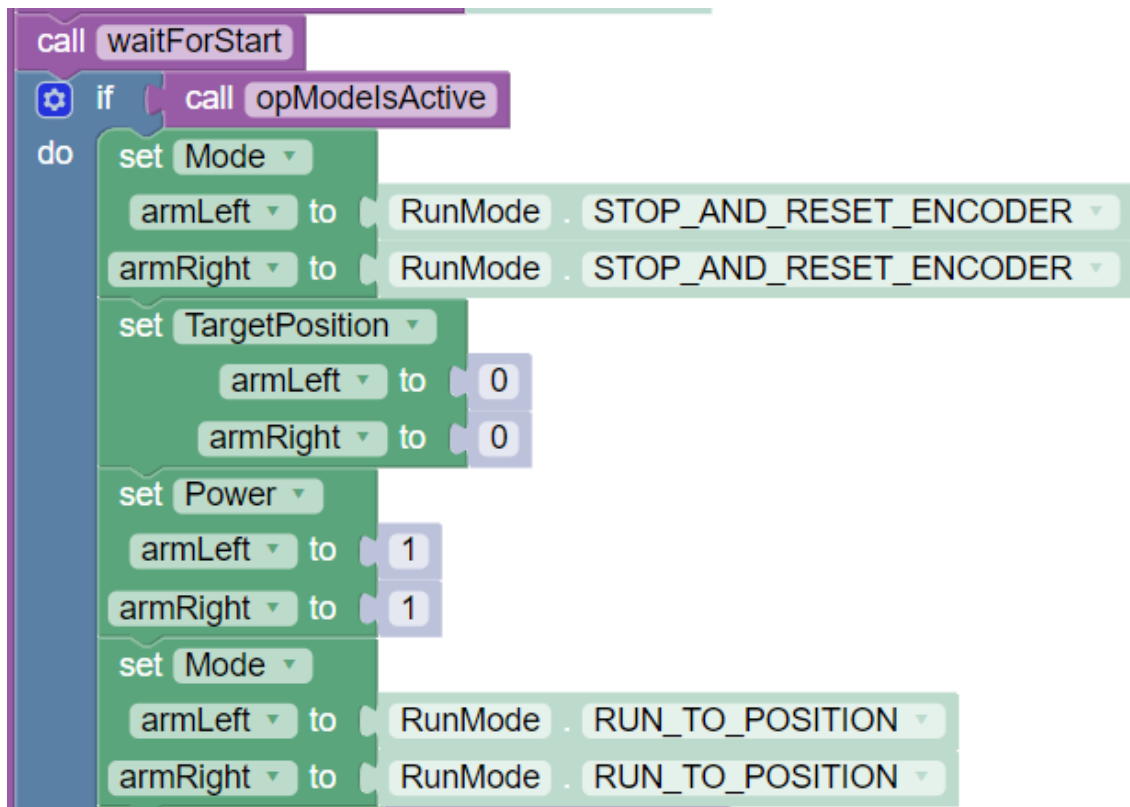 call waitForStart
if call opModeIsActive
do set Mode
armLeft to RunMode . STOP_AND_RESET_ENCODER
armRight to RunMode . STOP_AND_RESET_ENCODER
set TargetPosition
armLeft to 0
armRight to 0
set Power
armLeft to 1
armRight to 1
set Mode
armLeft to RunMode . RUN_TO_POSITION
armRight to RunMode . RUN_TO_POSITION